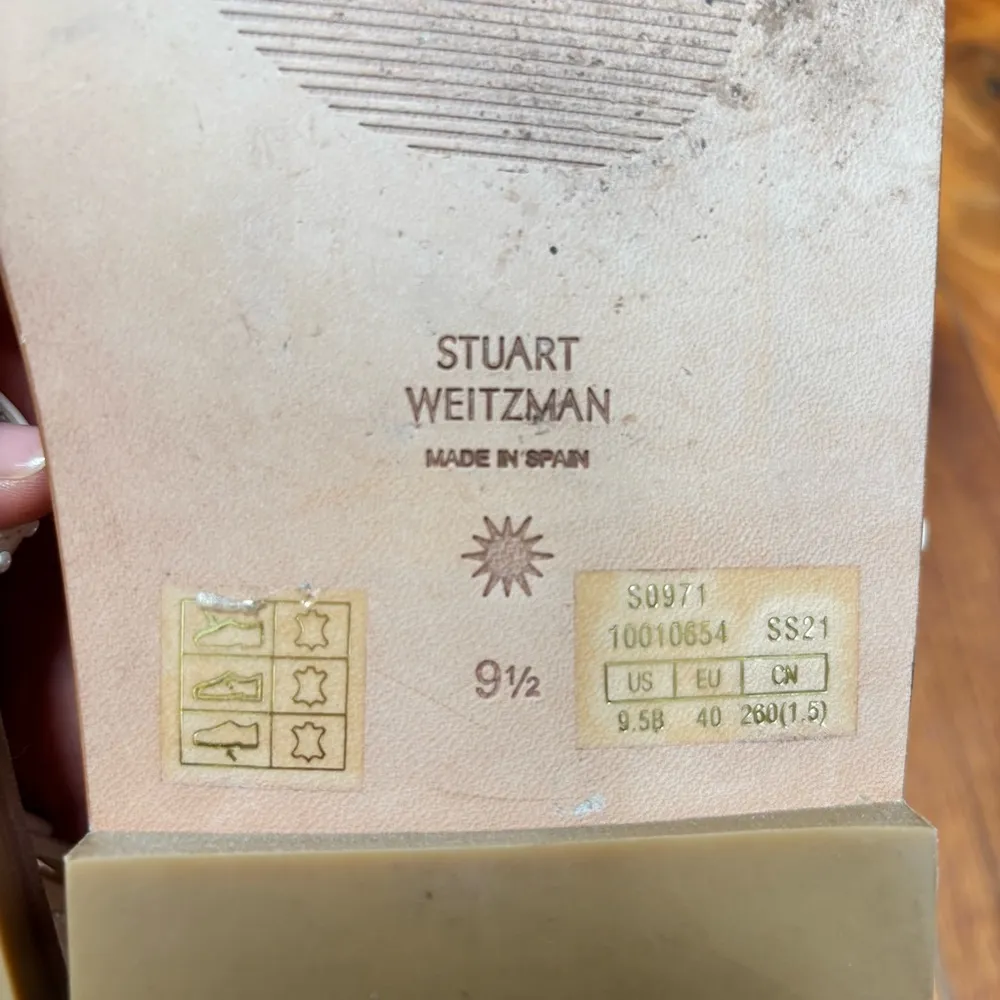 STUART
WEITZMAN
MADE IN SPAIN
9½
S0971
10010654 SS21
US EU CN
9.5B 40 260(1.5)